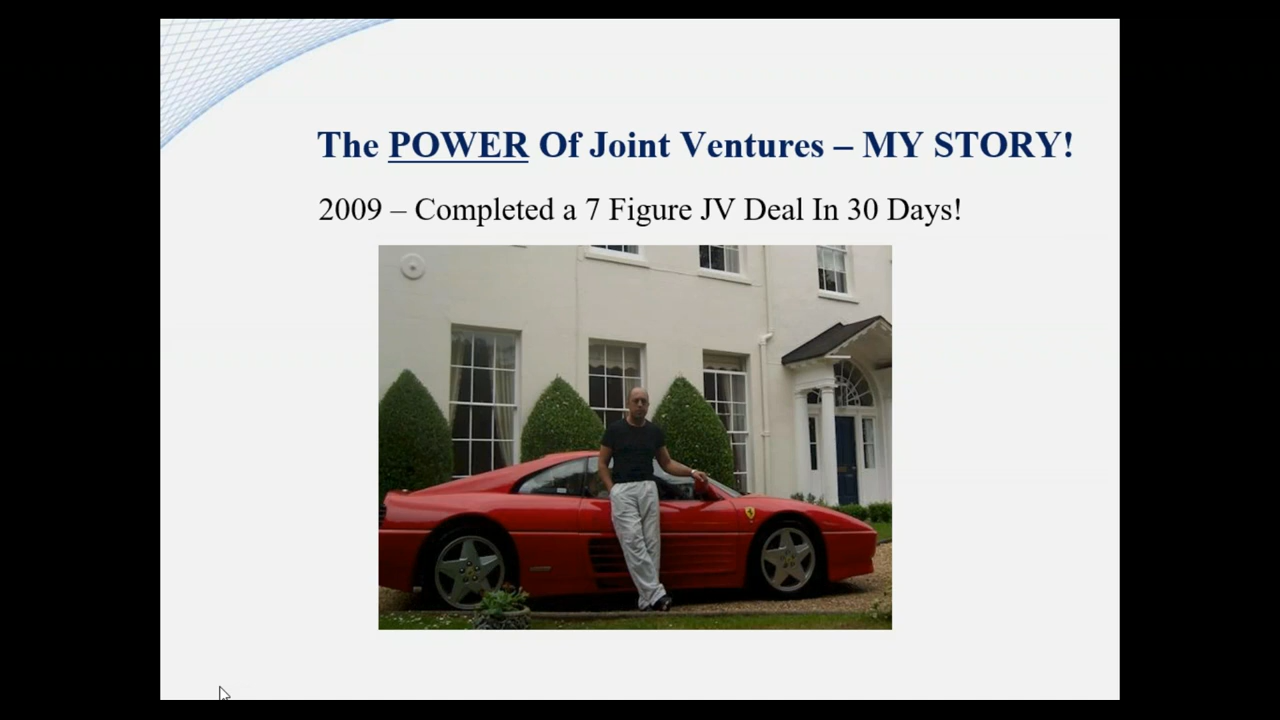 The POWER Of Joint Ventures – MY STORY!
2009 – Completed a 7 Figure JV Deal In 30 Days!